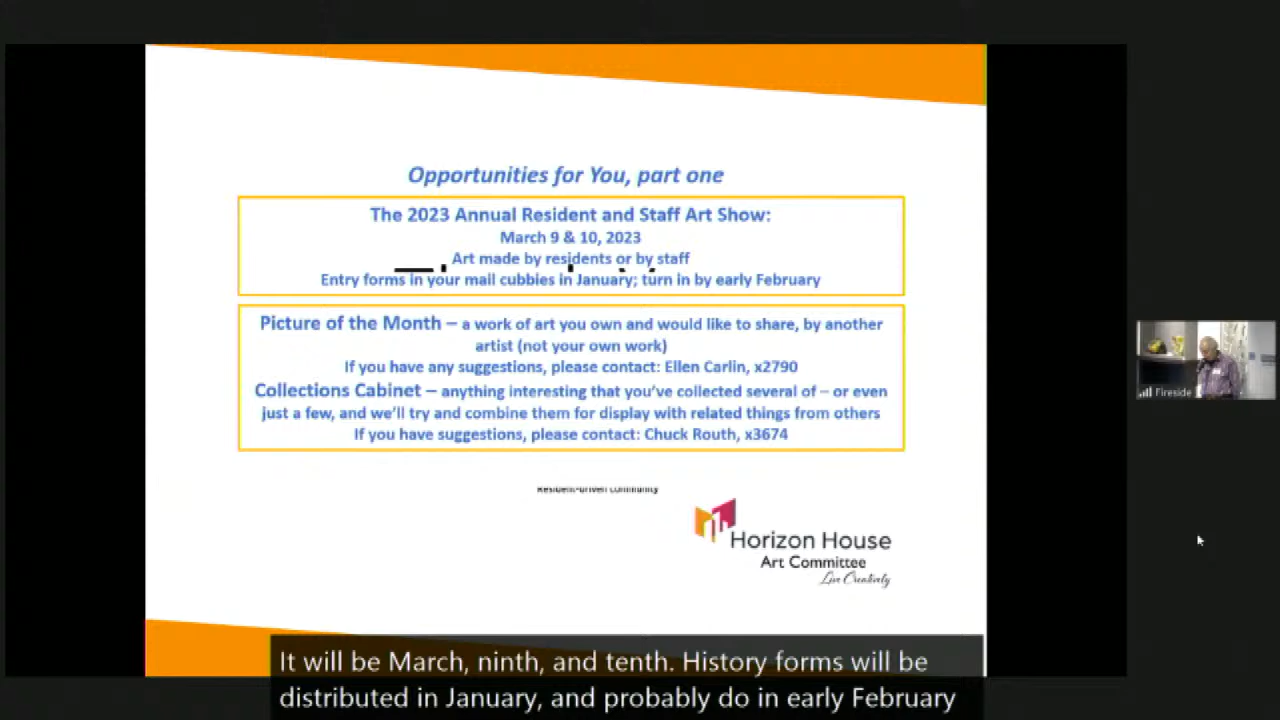 Opportunities for You, part one
The 2023 Annual Resident and Staff Art Show:
March 9 & 10, 2023
Art made by residents or by staff
Entry forms in your mail cubbies in January; turn in by early February
Picture of the Month – a work of art you own and would like to share, by another
artist (not your own work)
If you have any suggestions, please contact: Ellen Carlin, x2790
Collections Cabinet – anything interesting that you've collected several of – or even
just a few, and we'll try and combine them for display with related things from others
If you have suggestions, please contact: Chuck Routh, x3674
Resident-driven community
Horizon House
Art Committee
Live Creatively
Fireside
It will be March, ninth, and tenth. History forms will be
distributed in January, and probably do in early February